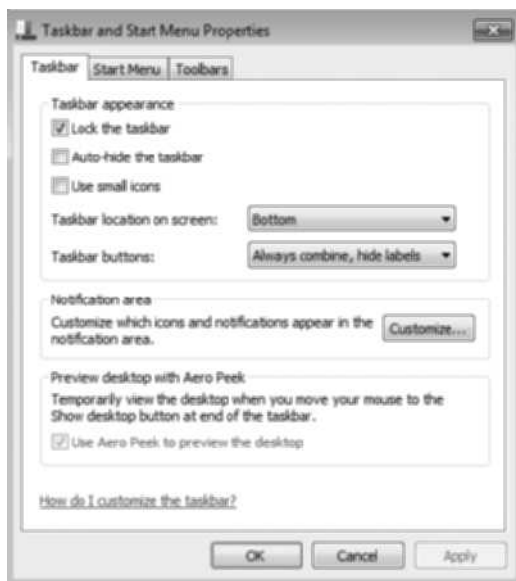 Taskbar and Start Menu Properties
Taskbar Start Menu Toolbars
Taskbar appearance
Lock the taskbar
Auto-hide the taskbar
Use small icons
Taskbar location on screen: Bottom
Taskbar buttons: Always combine, hide labels
Notification area
Customize which icons and notifications appear in the
notification area.
Customize...
Preview desktop with Aero Peek
Temporarily view the desktop when you move your mouse to the
Show desktop button at end of the taskbar.
Use Aero Peek to preview the desktop
How do I customize the taskbar?
OK Cancel Apply